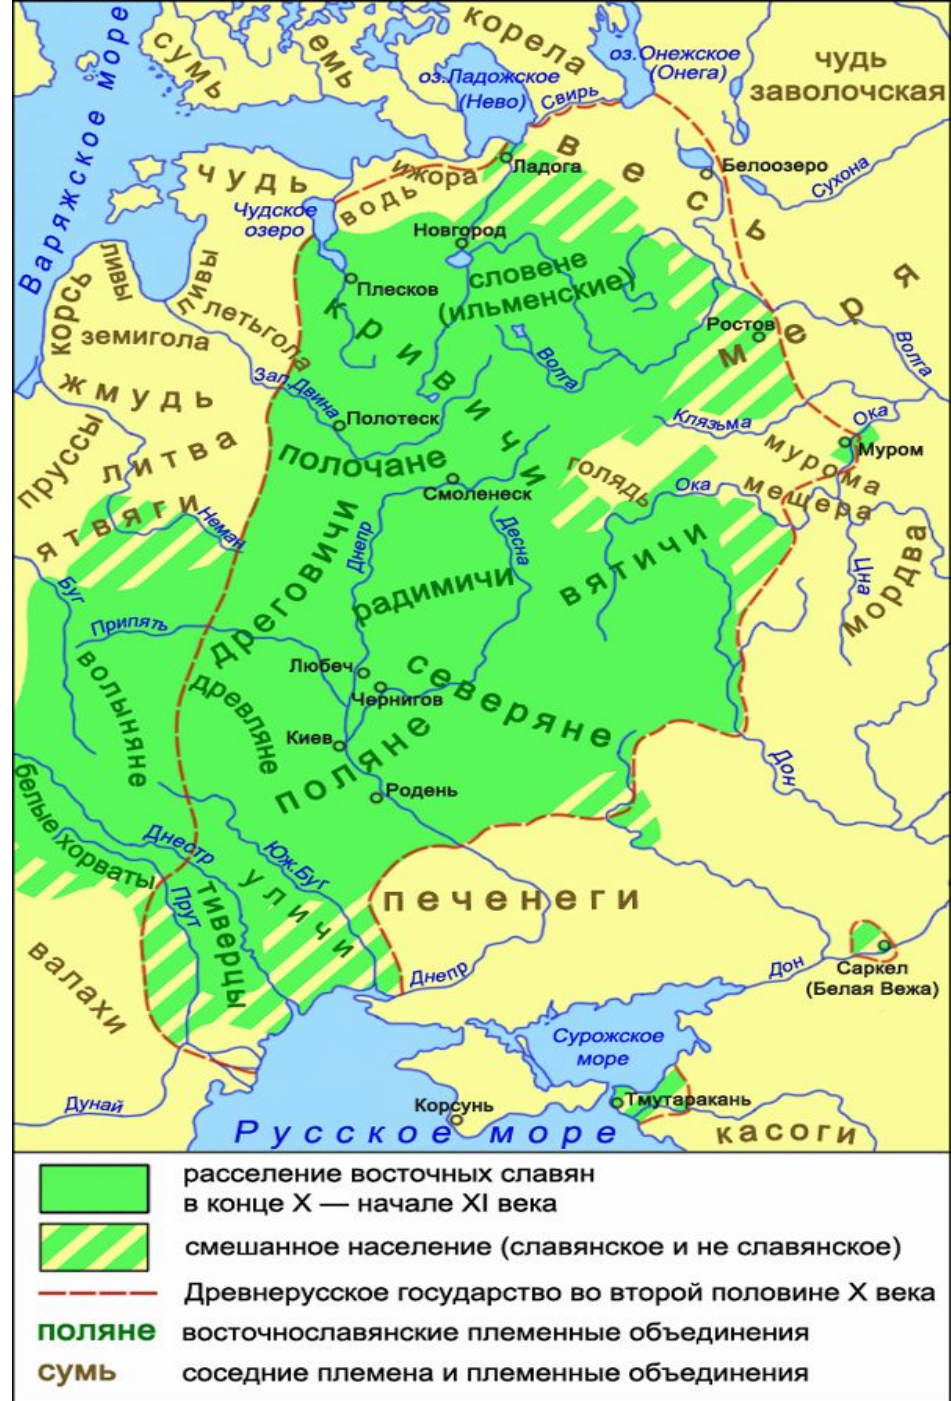 Варяжское море
сумь
емь
корела
оз.Ладожское
(Нево)
оз.Онежское
(Онега)
Свирь
чудь
заволочская
весь
Ладога
Белоозеро
Сухона
чудь
ижора
водь
Чудское
озеро
Новгород
словене
(ильменские)
Плесков
кривичи
ливы
ливы
корсь
земигола
летьгола
жмудь
Зап.Двина
Полотеск
Волга
Ростов
меря
Волга
Клязьма
Ока
Муром
мурома
мещера
пруссы
литва
полочане
Смоленеск
голядь
Ока
ятвяги
Неман
дреговичи
Днепр
Десна
радимичи
вятичи
Цна
мордва
Буг
Припять
волыняне
Любеч
Чернигов
северяне
древляне
Киев
поляне
Родень
Дон
белые хорваты
Днестр
Юж.Буг
уличи
Прут
тиверцы
печенеги
валахи
Днепр
Дон
Саркел
(Белая Вежа)
Сурожское
море
Дунай
Корсунь
Тмутаракань
Русское море
касоги
расселение восточных славян
в конце X — начале XI века
смешанное население (славянское и не славянское)
Древнерусское государство во второй половине X века
поляне восточнославянские племенные объединения
сумь соседние племена и племенные объединения